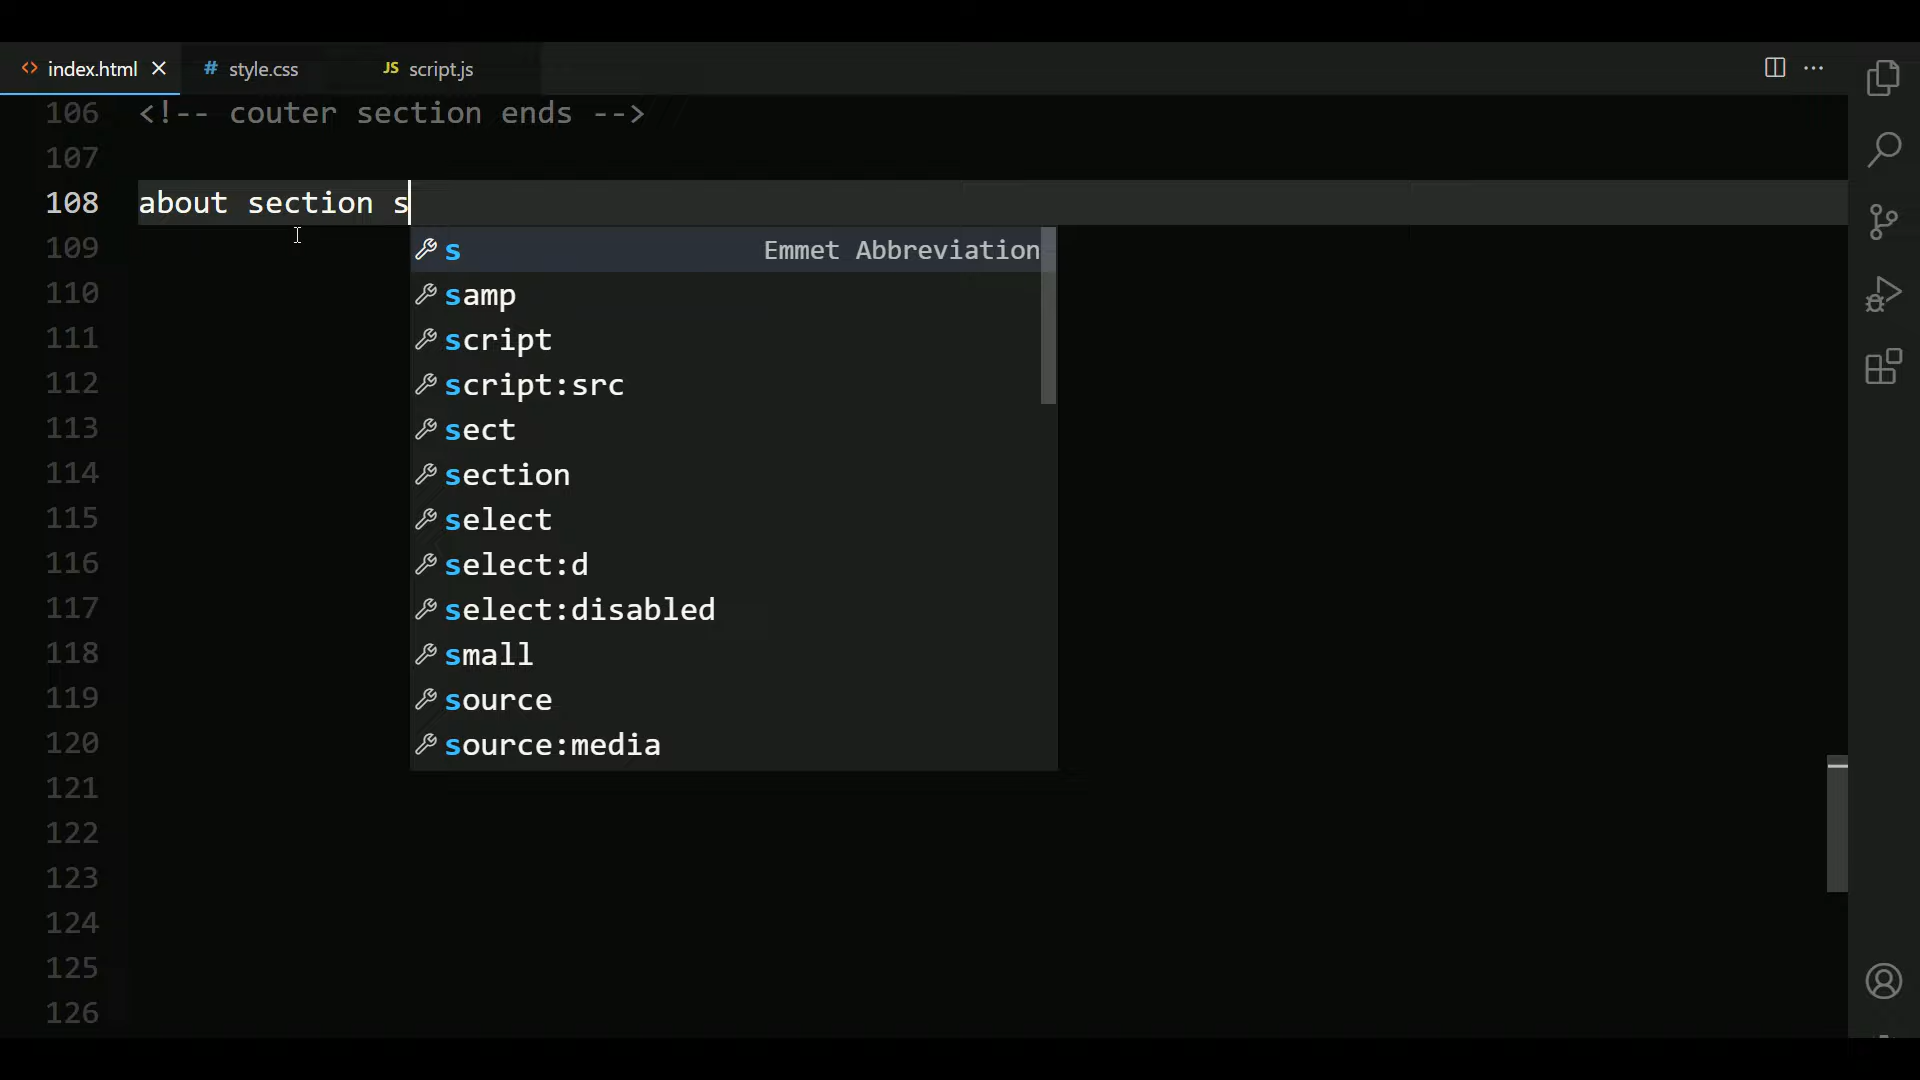 index.html
# style.css
JS script.js
106 <!-- couter section ends -->
107
108 about section s
109
110
111
112
113
114
115
116
117
118
119
120
121
122
123
124
125
126
s Emmet Abbreviation
samp
script
script:src
sect
section
select
select:d
select:disabled
small
source
source:media